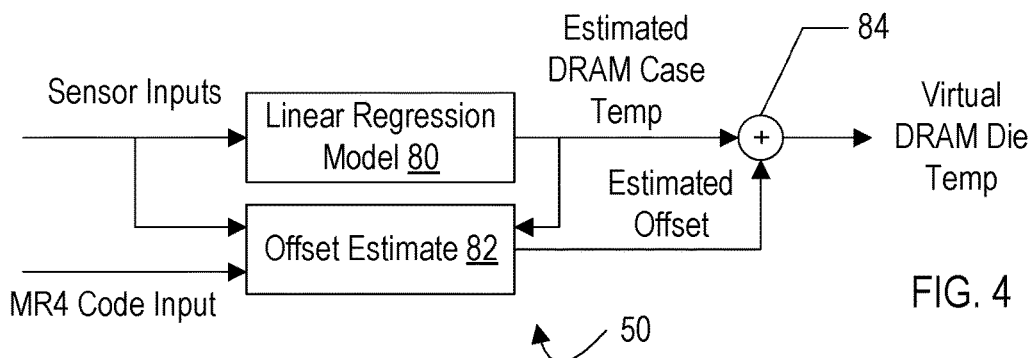 84
Estimated
DRAM Case
Temp
Sensor Inputs
Linear Regression
Model 80
+
Virtual
DRAM Die
Temp
Estimated
Offset
Offset Estimate 82
MR4 Code Input
FIG. 4
50